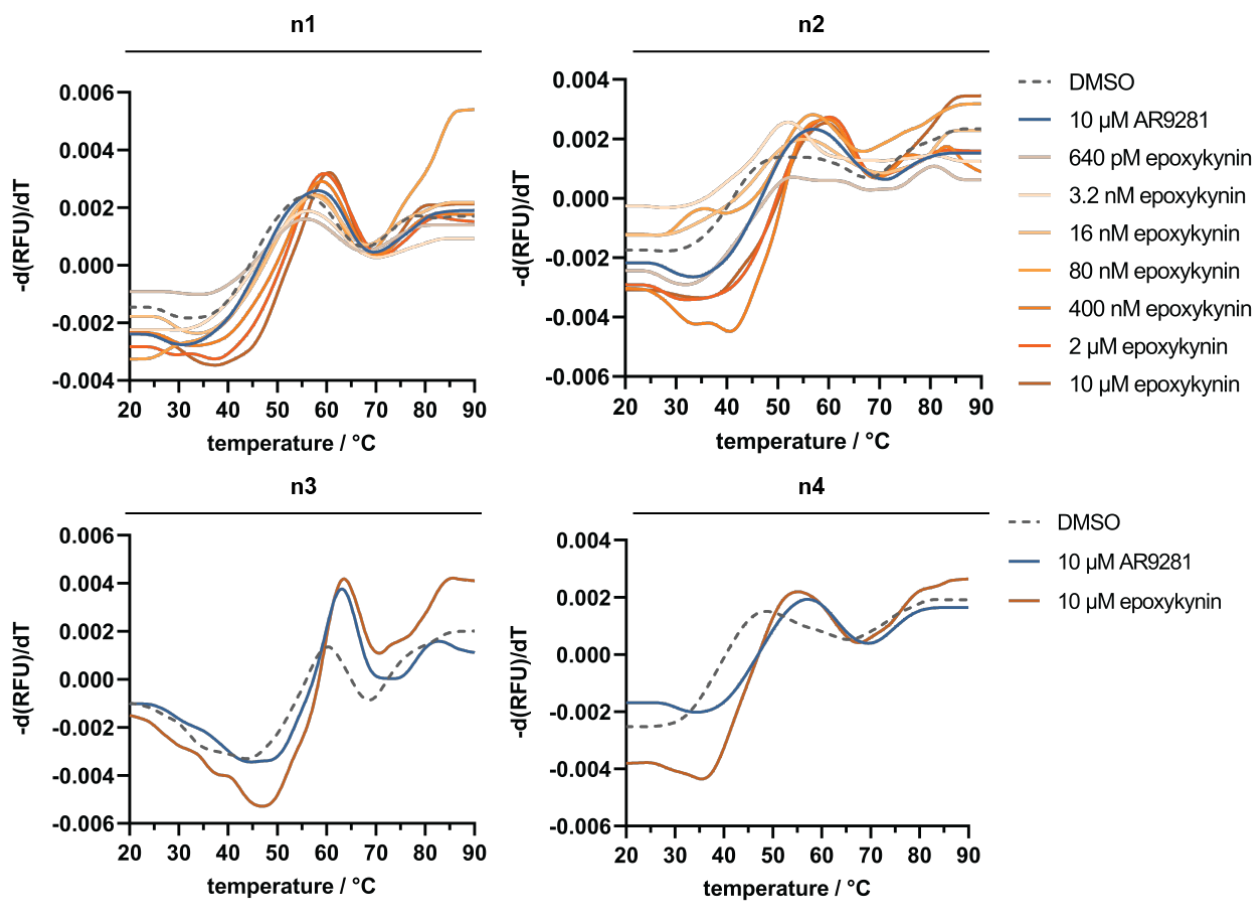 n1
n2
0.006
0.004
0.002
0.000
-0.002
-0.004
-d(RFU)/dT
20 30 40 50 60 70 80 90
temperature / °C
0.004
0.002
0.000
-0.002
-0.004
-0.006
-d(RFU)/dT
20 30 40 50 60 70 80 90
temperature / °C
DMSO
10 µM AR9281
640 pM epoxykynin
3.2 nM epoxykynin
16 nM epoxykynin
80 nM epoxykynin
400 nM epoxykynin
2 µM epoxykynin
10 µM epoxykynin
n3
n4
0.006
0.004
0.002
0.000
-0.002
-0.004
-0.006
-d(RFU)/dT
20 30 40 50 60 70 80 90
temperature / °C
0.004
0.002
0.000
-0.002
-0.004
-0.006
-d(RFU)/dT
20 30 40 50 60 70 80 90
temperature / °C
DMSO
10 µM AR9281
10 µM epoxykynin